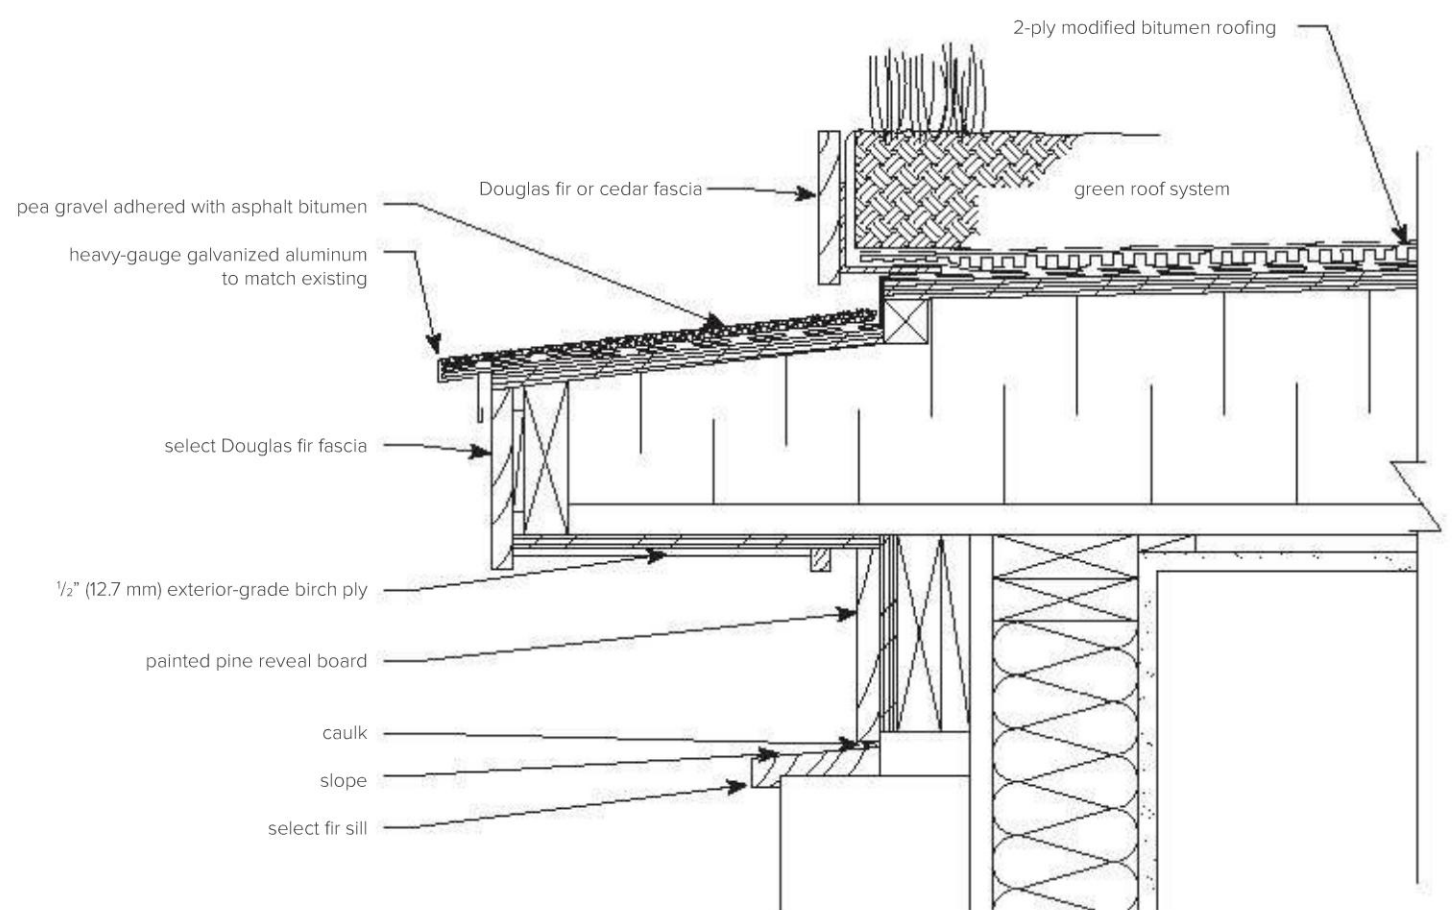 2-ply modified bitumen roofing
Douglas fir or cedar fascia
green roof system
pea gravel adhered with asphalt bitumen
heavy-gauge galvanized aluminum
to match existing
select Douglas fir fascia
1/2” (12.7 mm) exterior-grade birch ply
painted pine reveal board
caulk
slope
select fir sill